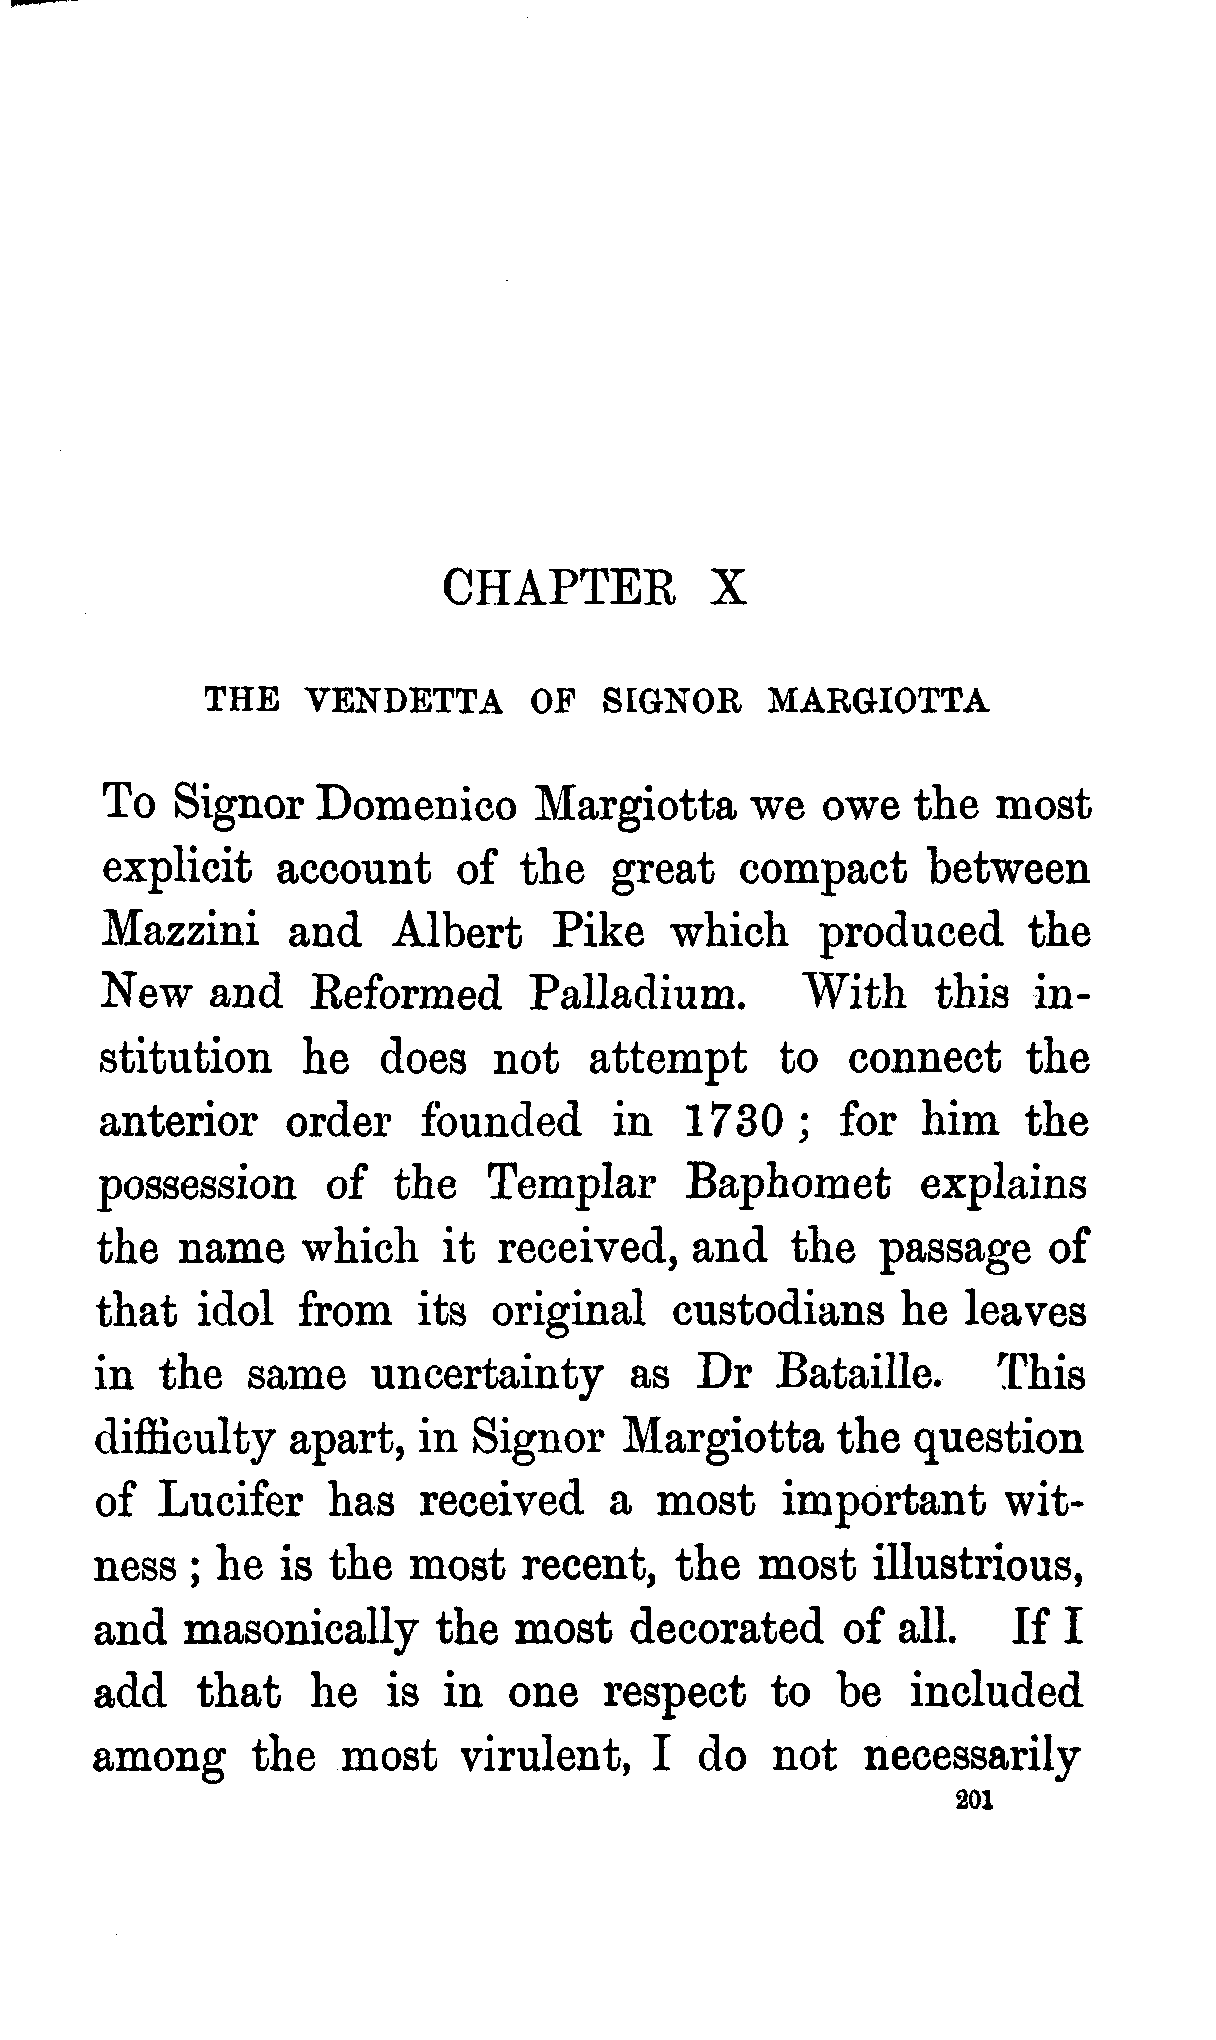 CHAPTER X
THE VENDETTA OF SIGNOR MARGIOTTA
To Signor Domenico Margiotta we owe the most
explicit account of the great compact between
Mazzini and Albert Pike which produced the
New and Reformed Palladium. With this in-
stitution he does not attempt to connect the
anterior order founded in 1730 ; for him the
possession of the Templar Baphomet explains
the name which it received, and the passage of
that idol from its original custodians he leaves
in the same uncertainty as Dr Bataille. This
difficulty apart, in Signor Margiotta the question
of Lucifer has received a most important wit-
ness ; he is the most recent, the most illustrious,
and masonically the most decorated of all. If I
add that he is in one respect to be included
among the most virulent, I do not necessarily
201